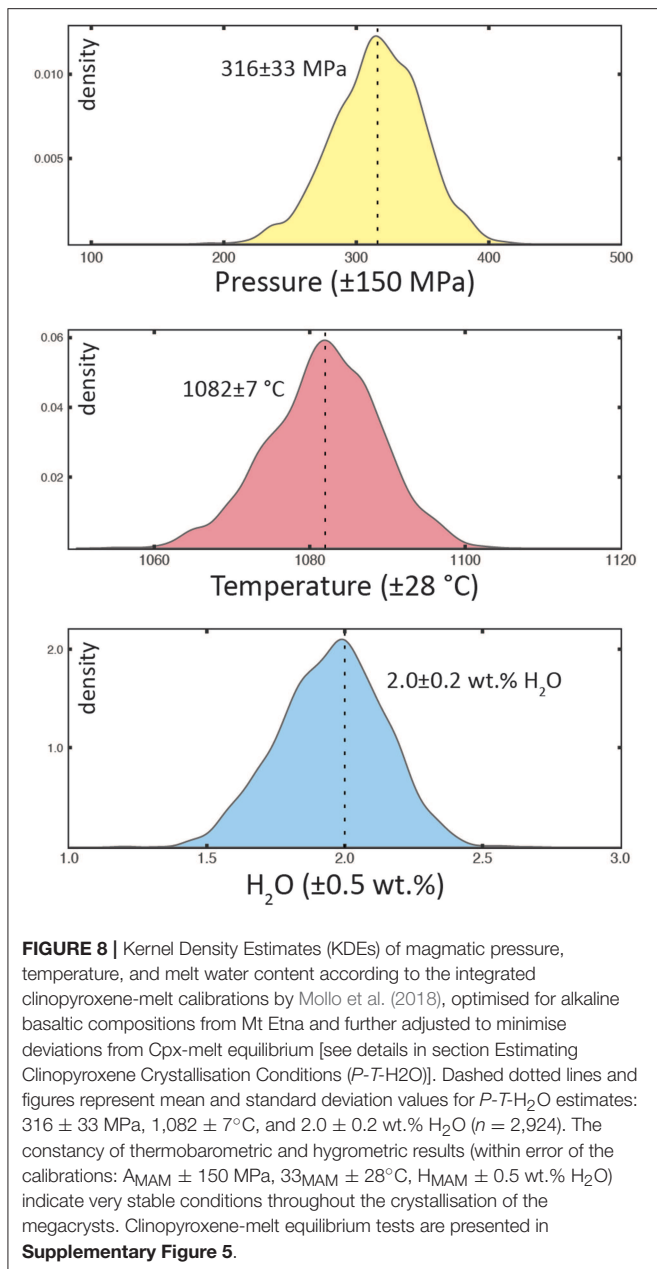 density
0.010
0.005
316±33 MPa
100 200 300 400 500
Pressure (±150 MPa)
density
0.06
0.04
0.02
1082±7 °C
1060 1080 1100 1120
Temperature (±28 °C)
density
2.0
1.0
2.0±0.2 wt.% H₂O
1.0 1.5 2.0 2.5 3.0
H₂O (±0.5 wt.%)
FIGURE 8 | Kernel Density Estimates (KDEs) of magmatic pressure,
temperature, and melt water content according to the integrated
clinopyroxene-melt calibrations by Mollo et al. (2018), optimised for alkaline
basaltic compositions from Mt Etna and further adjusted to minimise
deviations from Cpx-melt equilibrium [see details in section Estimating
Clinopyroxene Crystallisation Conditions (P-T-H2O)]. Dashed dotted lines and
figures represent mean and standard deviation values for P-T-H₂O estimates:
316 ± 33 MPa, 1,082 ± 7°C, and 2.0 ± 0.2 wt.% H₂O (n = 2,924). The
constancy of thermobarometric and hygrometric results (within error of the
calibrations: AMAM ± 150 MPa, 33MAM ± 28°C, HMAM ± 0.5 wt.% H₂O)
indicate very stable conditions throughout the crystallisation of the
megacrysts. Clinopyroxene-melt equilibrium tests are presented in
Supplementary Figure 5.